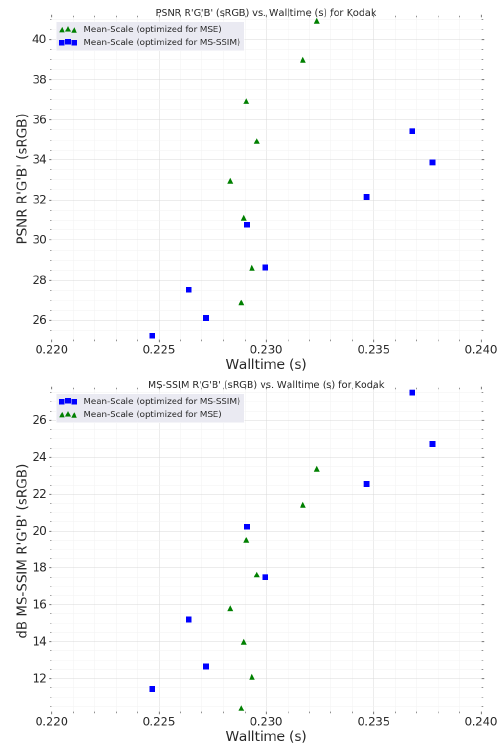 PSNR R'G'B' (sRGB) vs. Walltime (s) for Kodak
Mean-Scale (optimized for MSE)
Mean-Scale (optimized for MS-SSIM)
PSNR R'G'B' (sRGB)
40
38
36
34
32
30
28
26
0.220 0.225 0.230 0.235 0.240
Walltime (s)
MS-SSIM R'G'B' (sRGB) vs. Walltime (s) for Kodak
Mean-Scale (optimized for MS-SSIM)
Mean-Scale (optimized for MSE)
dB MS-SSIM R'G'B' (sRGB)
26
24
22
20
18
16
14
12
0.220 0.225 0.230 0.235 0.240
Walltime (s)